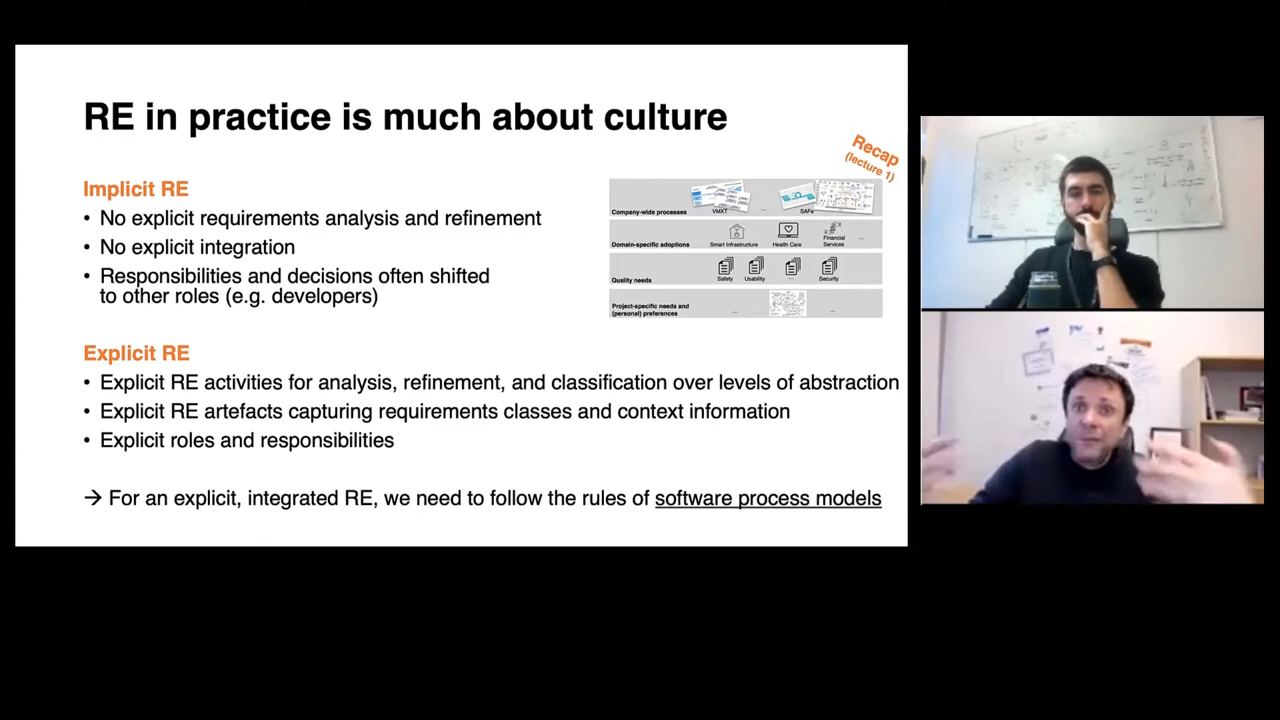 RE in practice is much about culture
Recap
(lecture 1)
Implicit RE
• No explicit requirements analysis and refinement
• No explicit integration
• Responsibilities and decisions often shifted
to other roles (e.g. developers)
Company-wide processes
VMXT
...
SAFe
Domain-specific adoptions
Smart Infrastructure
Health Care
Financial
Services
...
Quality needs
Safety
Usability
...
Security
Project-specific needs and
(personal) preferences
...
...
Explicit RE
• Explicit RE activities for analysis, refinement, and classification over levels of abstraction
• Explicit RE artefacts capturing requirements classes and context information
• Explicit roles and responsibilities
→ For an explicit, integrated RE, we need to follow the rules of software process models